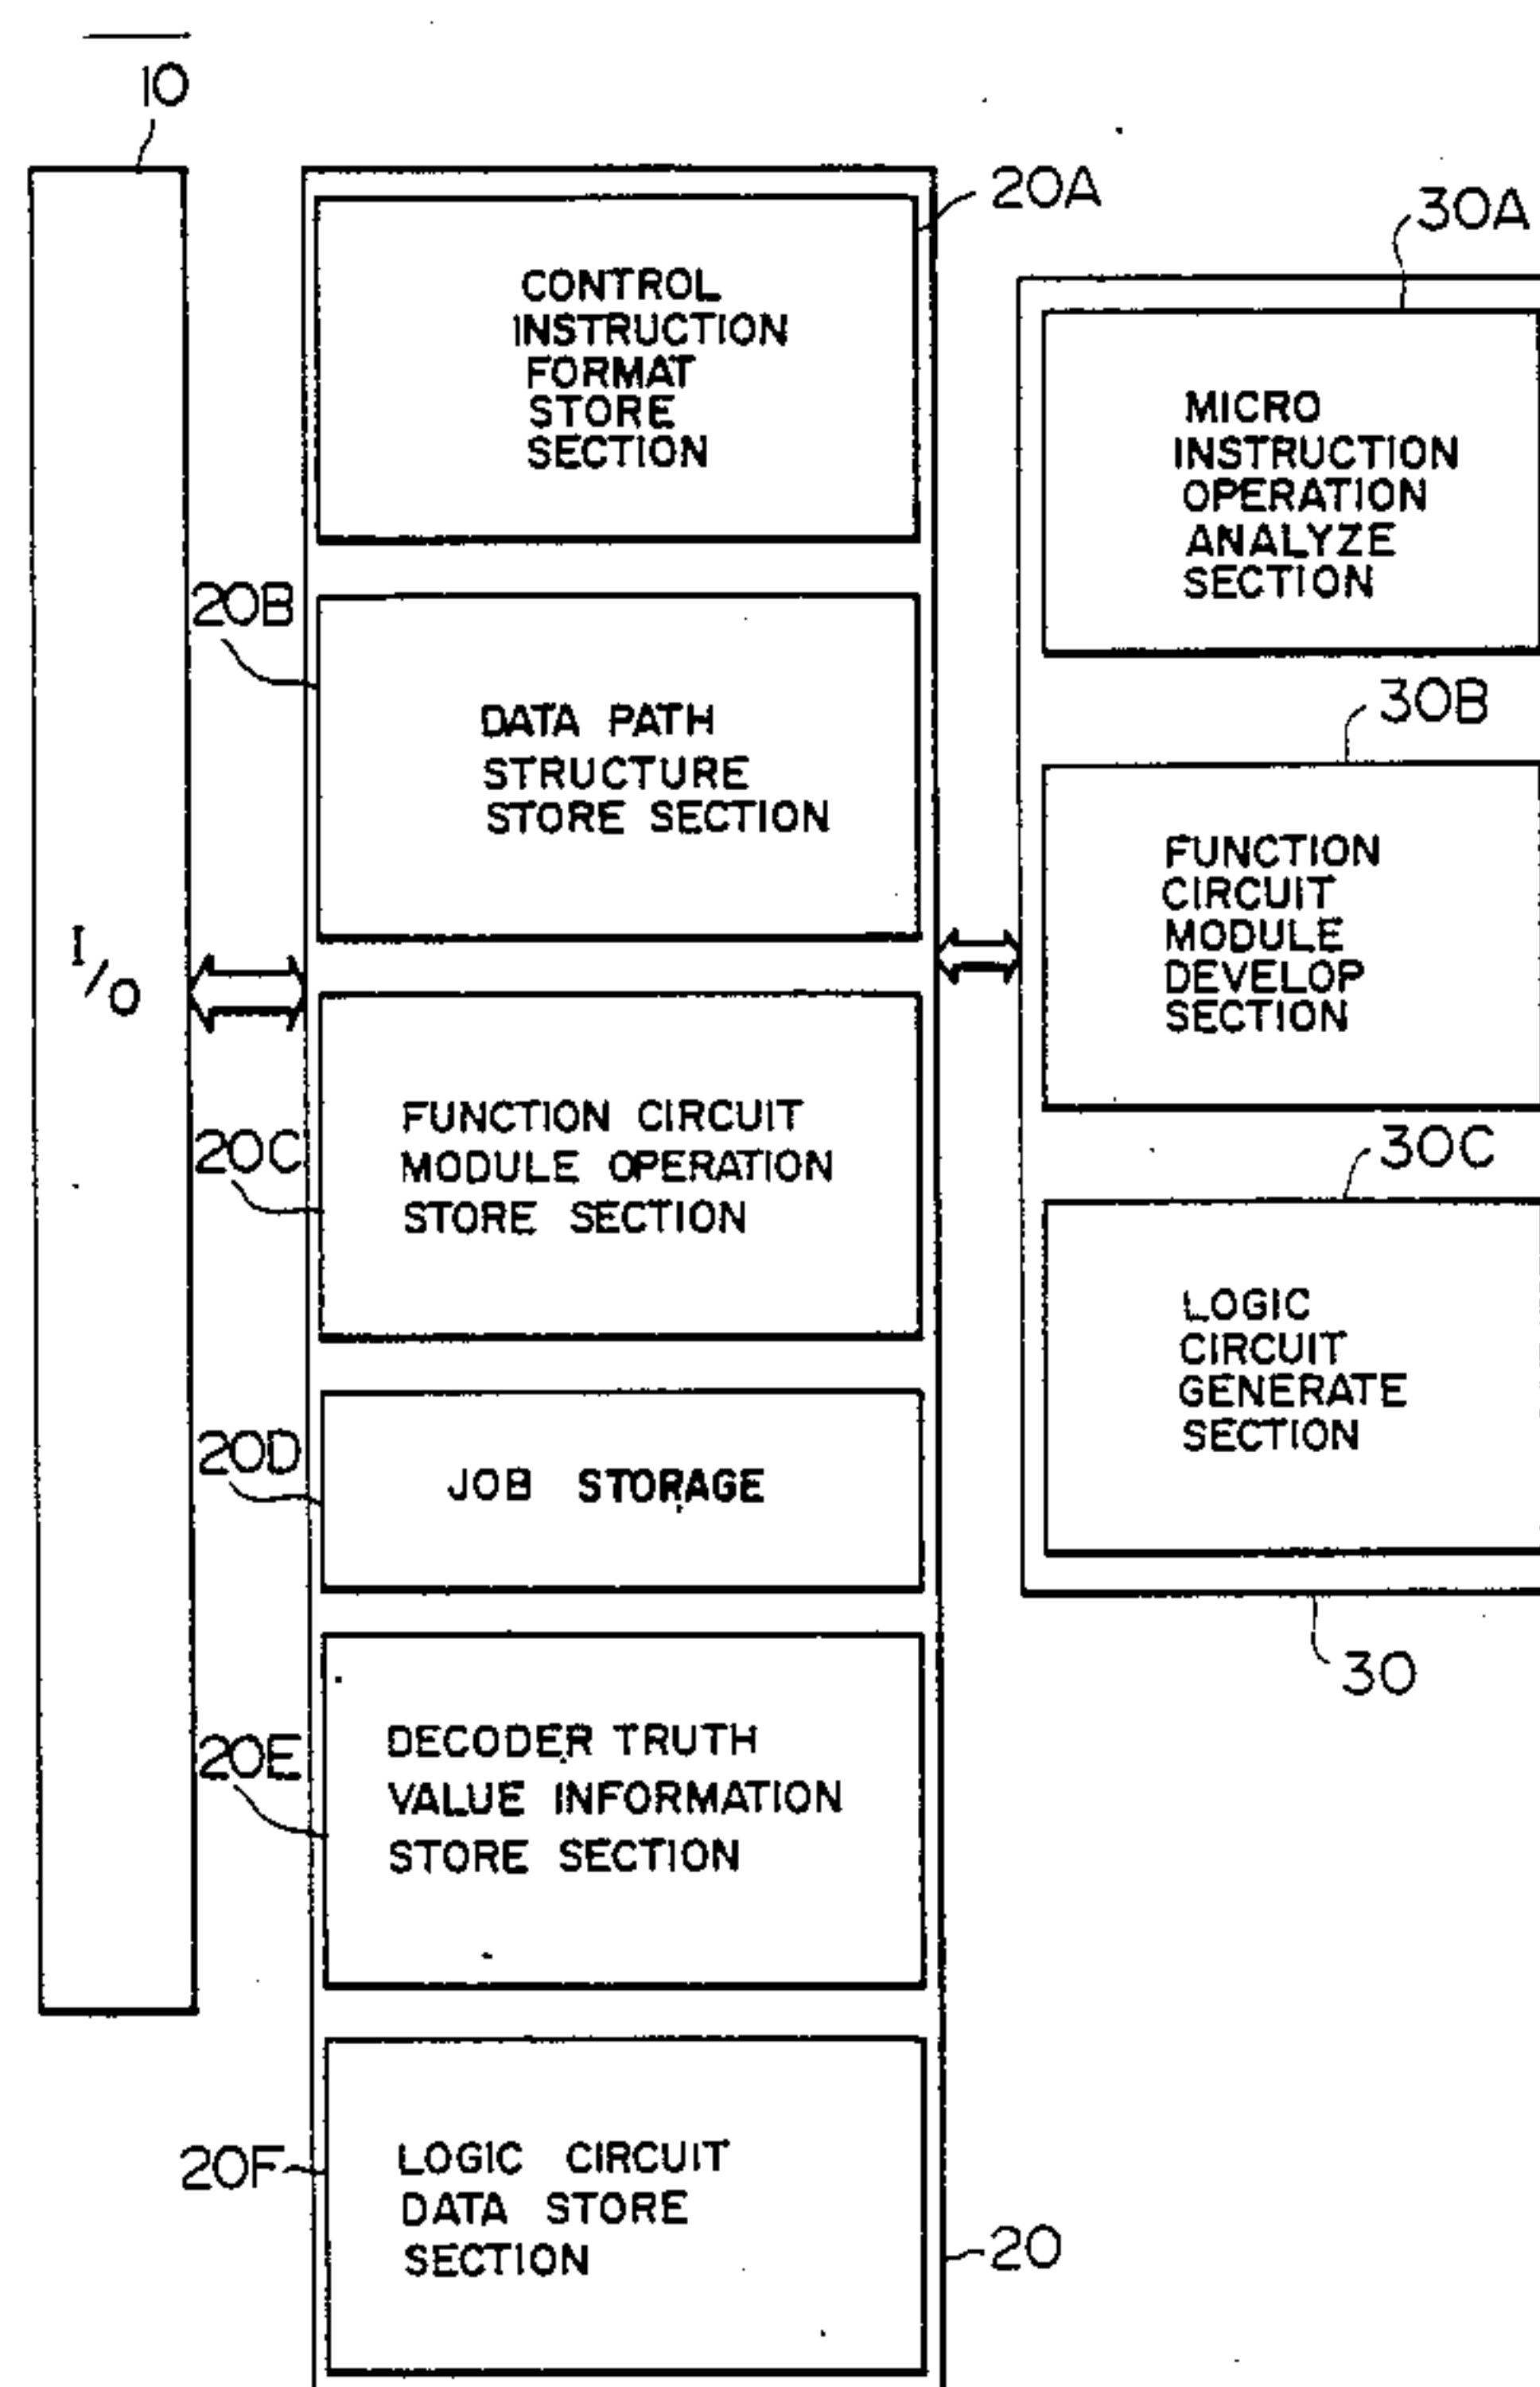 10
20A
30A
CONTROL
INSTRUCTION
FORMAT
STORE
SECTION
MICRO
INSTRUCTION
OPERATION
ANALYZE
SECTION
20B
DATA PATH
STRUCTURE
STORE SECTION
30B
FUNCTION
CIRCUIT
MODULE
DEVELOP
SECTION
I/O
20C
FUNCTION CIRCUIT
MODULE OPERATION
STORE SECTION
30C
LOGIC
CIRCUIT
GENERATE
SECTION
20D
JOB STORAGE
30
20E
DECODER TRUTH
VALUE INFORMATION
STORE SECTION
20F
LOGIC CIRCUIT
DATA STORE
SECTION
20